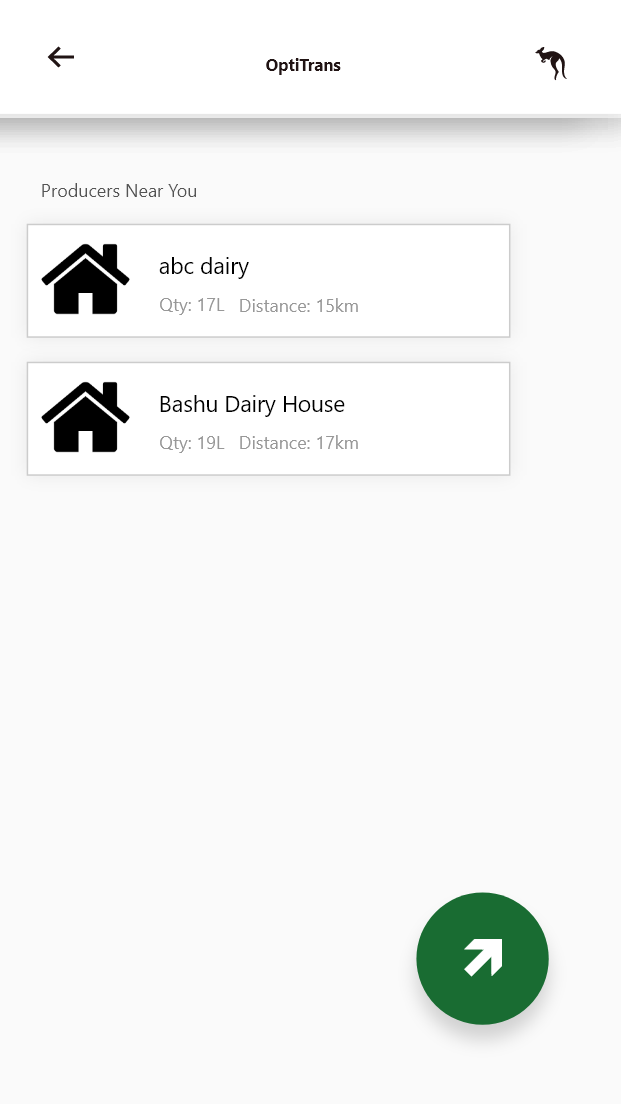 OptiTrans
Producers Near You
abc dairy
Qty: 17L Distance: 15km
Bashu Dairy House
Qty: 19L Distance: 17km